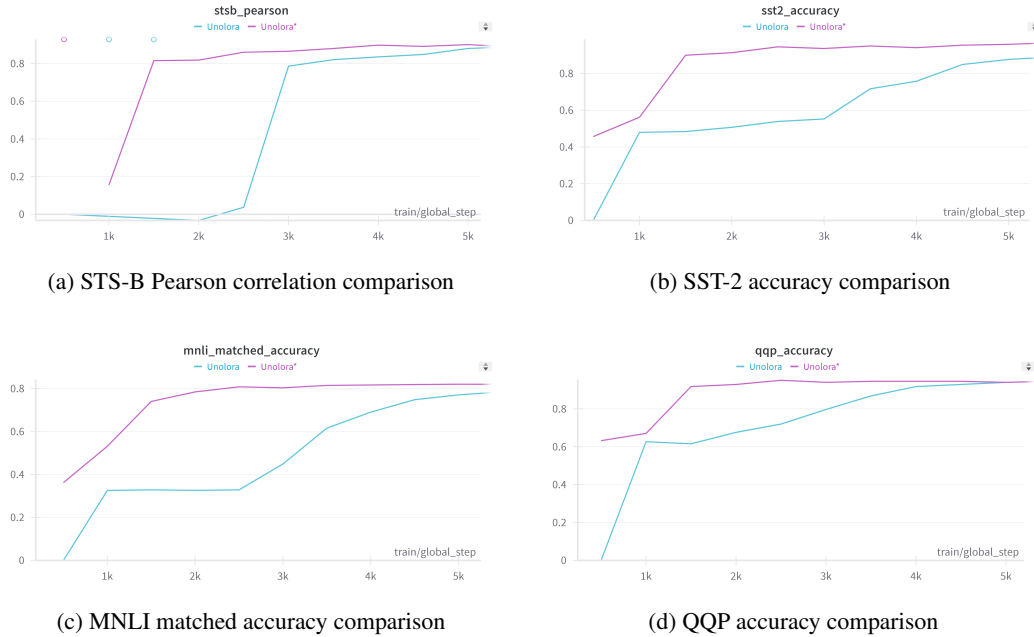 stsb_pearson
Unolora Unolora*
0.8
0.6
0.4
0.2
0
train/global_step
1k 2k 3k 4k 5k
(a) STS-B Pearson correlation comparison
sst2_accuracy
Unolora Unolora*
0.8
0.6
0.4
0.2
0
train/global_step
1k 2k 3k 4k 5k
(b) SST-2 accuracy comparison
mnli_matched_accuracy
Unolora Unolora*
0.8
0.6
0.4
0.2
0
train/global_step
1k 2k 3k 4k 5k
(c) MNLI matched accuracy comparison
qqp_accuracy
Unolora Unolora*
0.8
0.6
0.4
0.2
0
train/global_step
1k 2k 3k 4k 5k
(d) QQP accuracy comparison